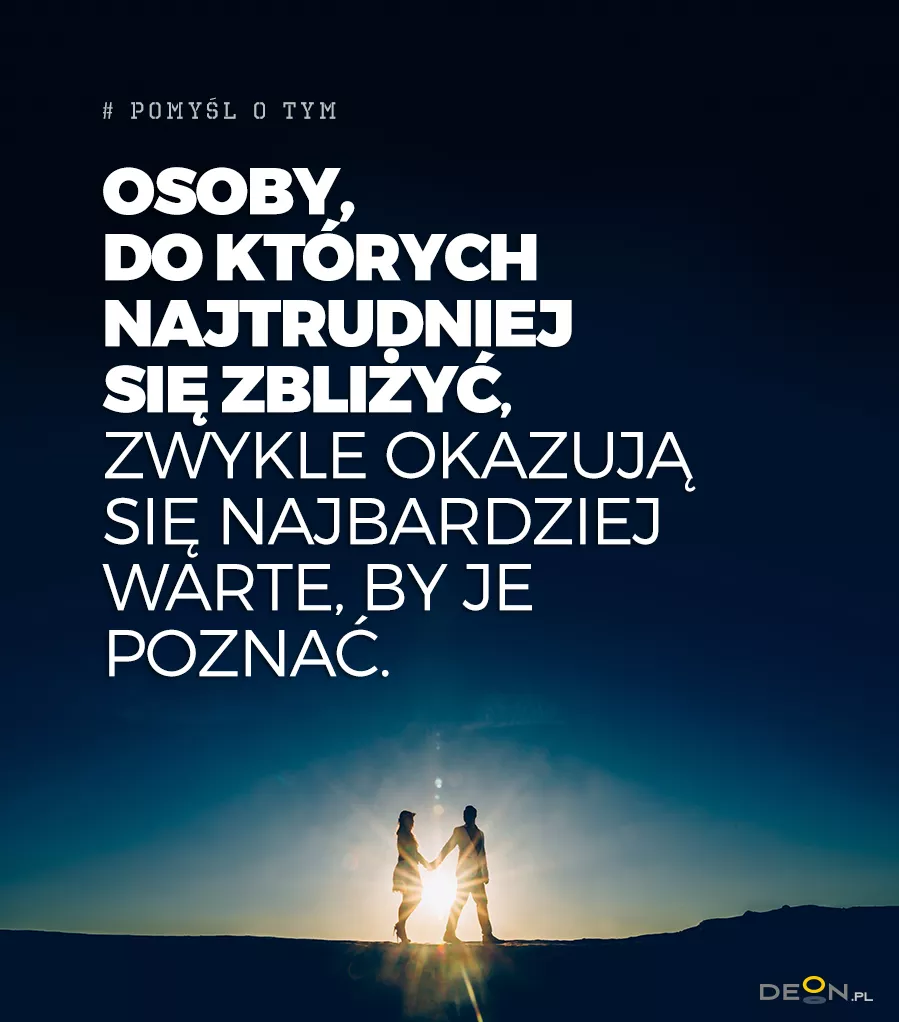 # POMYŚL O TYM
OSOBY,
DO KTÓRYCH
NAJTRUDNIEJ
SIĘ ZBLIŻYĆ,
ZWYKLE OKAZUJĄ
SIĘ NAJBARDZIEJ
WARTE, BY JE
POZNAĆ.
DEON.PL